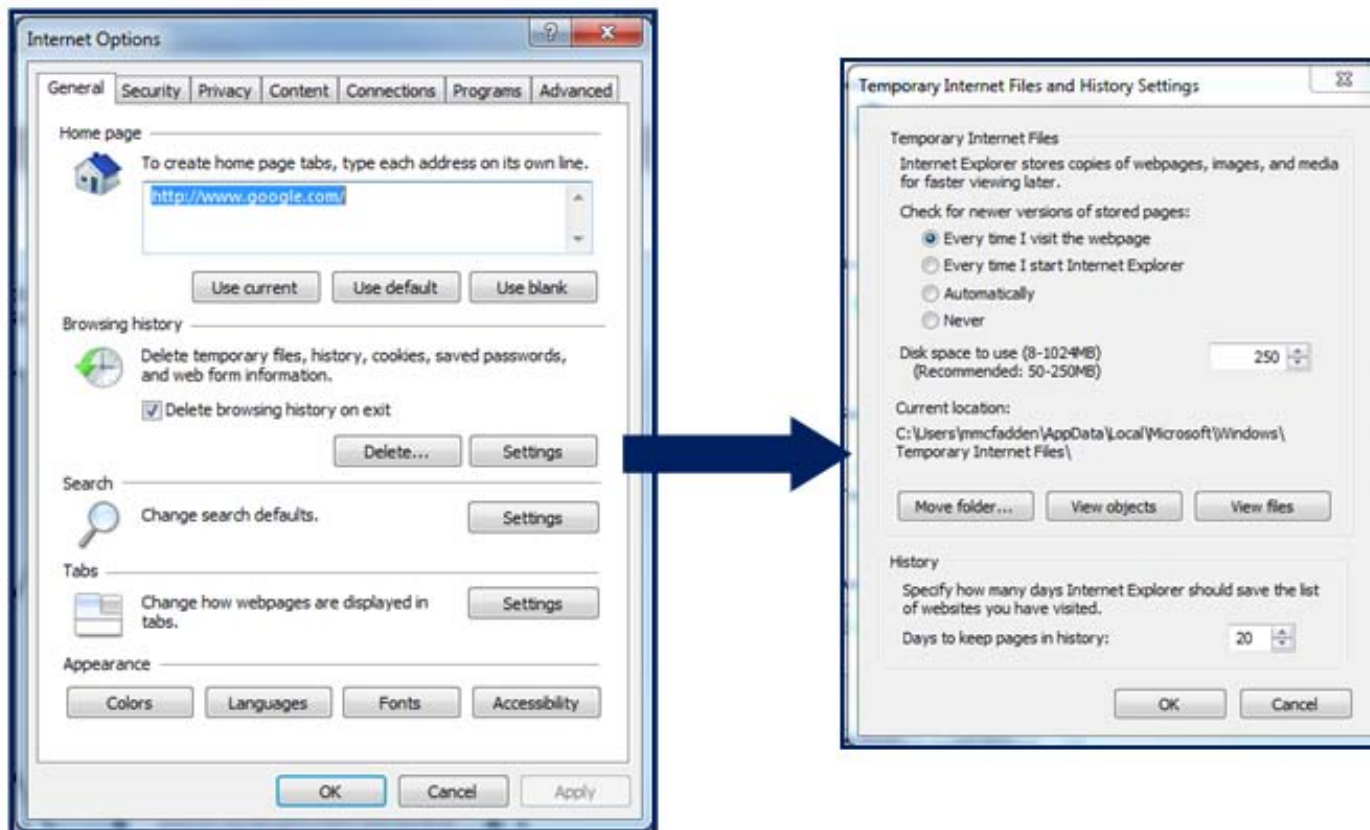 Internet Options
General Security Privacy Content Connections Programs Advanced
Home page
To create home page tabs, type each address on its own line.
http://www.google.com/
Use current Use default Use blank
Browsing history
Delete temporary files, history, cookies, saved passwords,
and web form information.
Delete browsing history on exit
Delete... Settings
Search
Change search defaults.
Settings
Tabs
Change how webpages are displayed in
tabs.
Settings
Appearance
Colors Languages Fonts Accessibility
OK Cancel Apply
Temporary Internet Files and History Settings
Temporary Internet Files
Internet Explorer stores copies of webpages, images, and media
for faster viewing later.
Check for newer versions of stored pages:
Every time I visit the webpage
Every time I start Internet Explorer
Automatically
Never
Disk space to use (8-1024MB)
(Recommended: 50-250MB)
250
Current location:
C:\Users\mmcfadden\AppData\Local\Microsoft\Windows\
Temporary Internet Files\
Move folder... View objects View files
History
Specify how many days Internet Explorer should save the list
of websites you have visited.
Days to keep pages in history: 20
OK Cancel